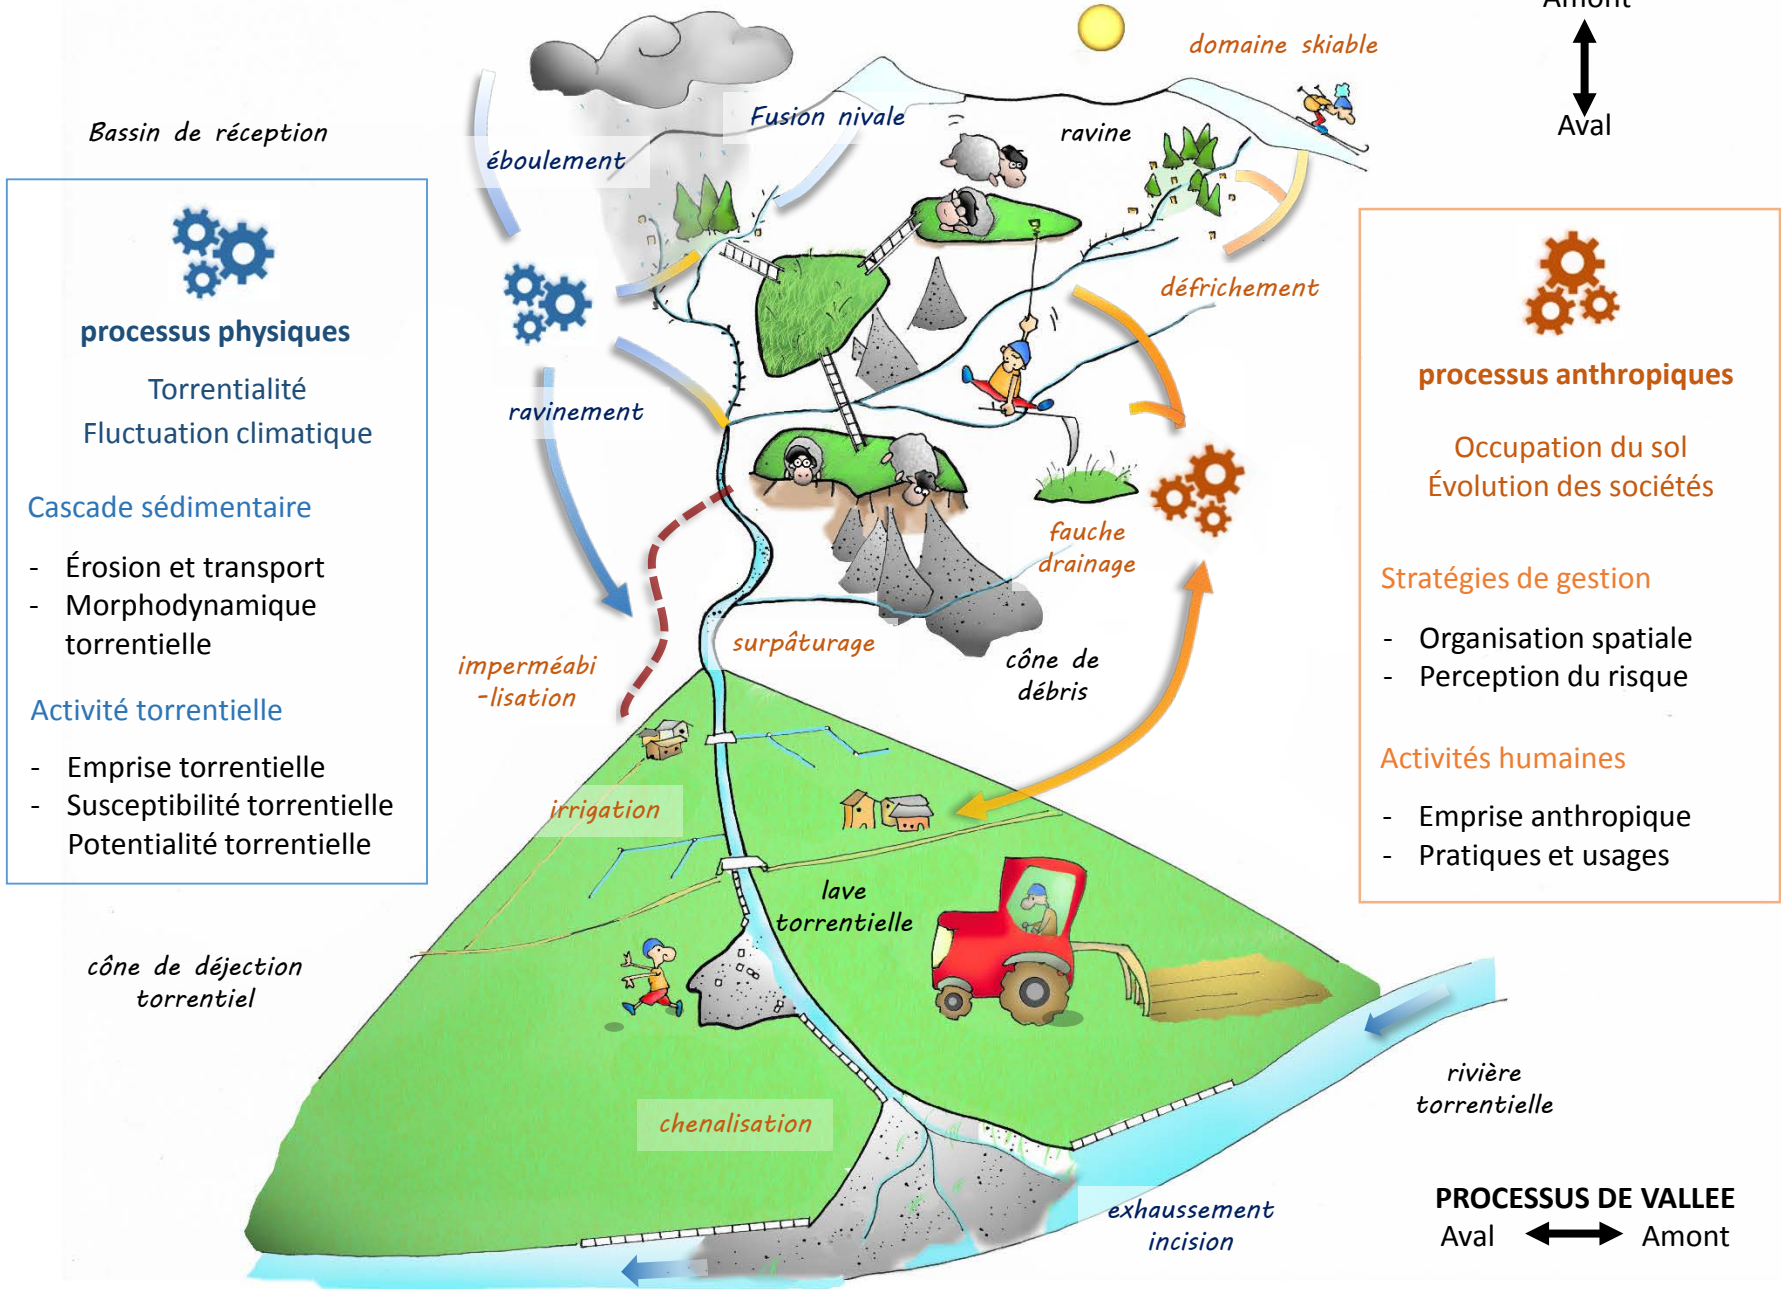 Amont
Aval
domaine skiable
Fusion nivale
ravine
Bassin de réception
éboulement
processus physiques
Torrentialité
Fluctuation climatique
Cascade sédimentaire
- Érosion et transport
- Morphodynamique
torrentielle
Activité torrentielle
- Emprise torrentielle
- Susceptibilité torrentielle
Potentialité torrentielle
défrichement
ravinement
fauche
drainage
surpâturage
imperméabi
-lisation
cône de
débris
processus anthropiques
Occupation du sol
Évolution des sociétés
Stratégies de gestion
- Organisation spatiale
- Perception du risque
Activités humaines
- Emprise anthropique
- Pratiques et usages
irrigation
lave
torrentielle
cône de déjection
torrentiel
chenalisation
rivière
torrentielle
exhaussement
incision
PROCESSUS DE VALLEE
Aval Amont